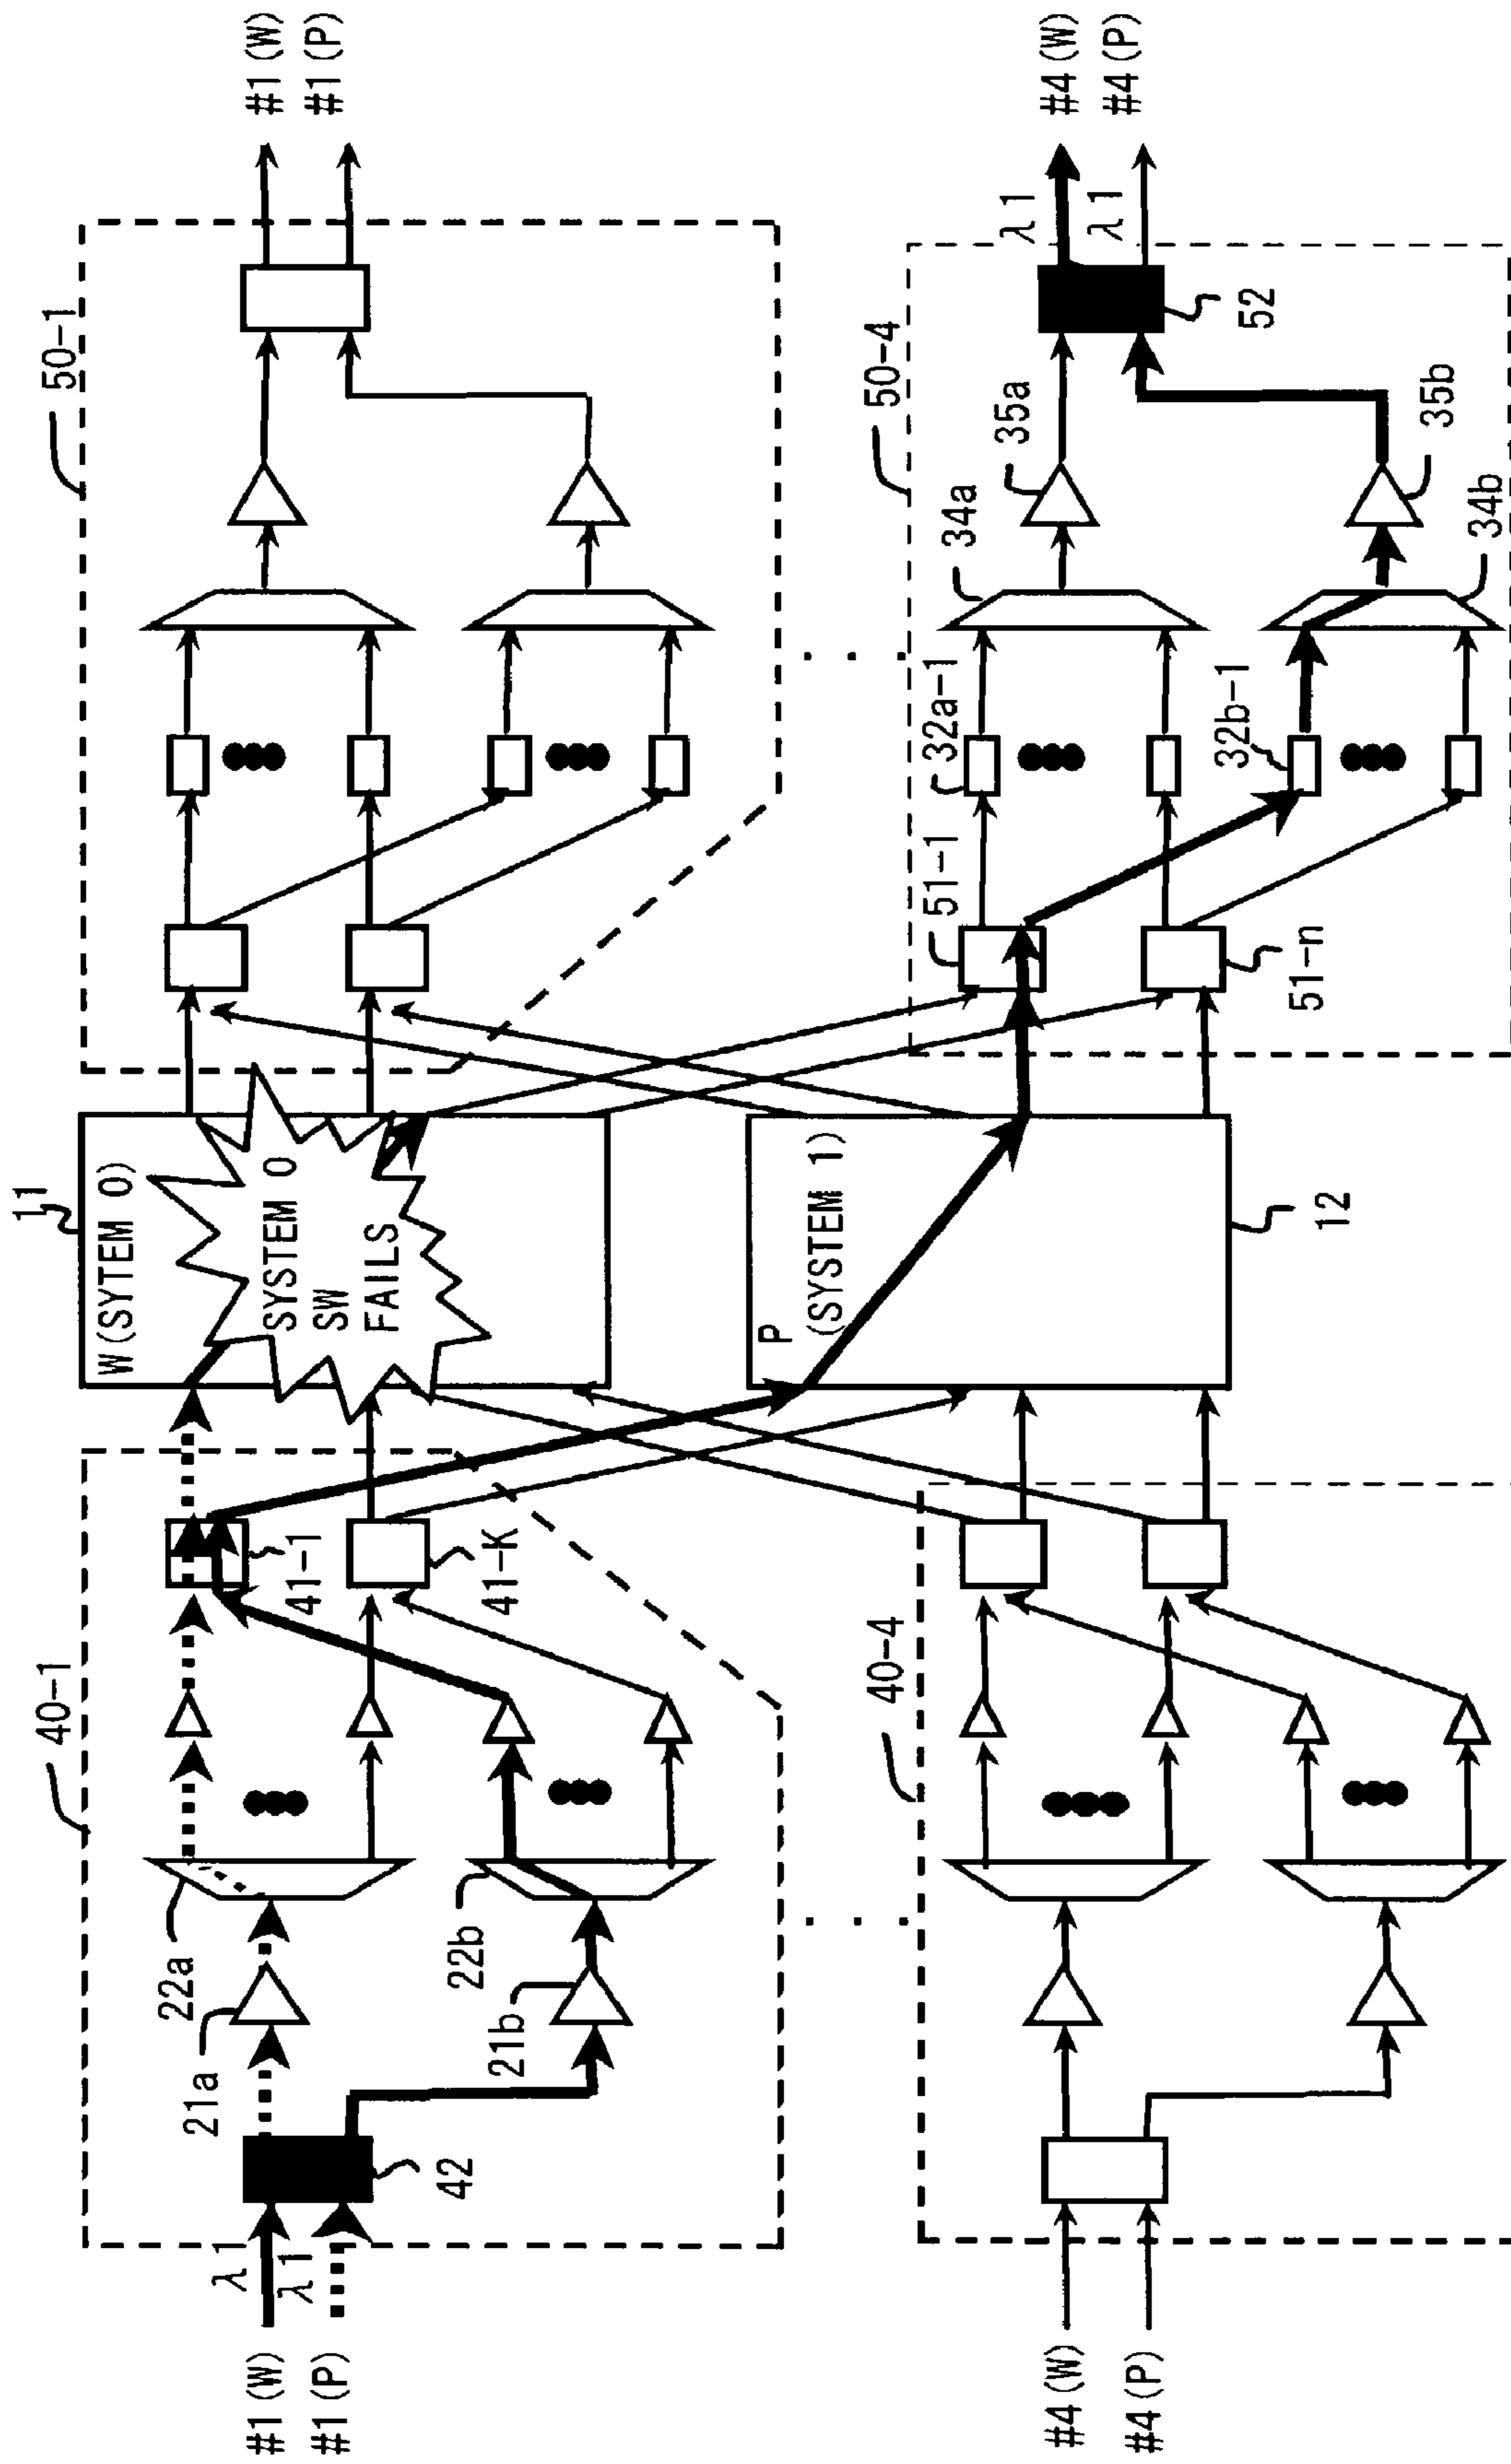 #1(W)
#1(P)
λ1
λ1
42
40-1
21a
22a
21b
22b
41-1
41-K
11
W(SYTEM 0)
SYSTEM 0
SW
FAILS
P
(SYSTEM 1)
12
50-1
#1(W)
#1(P)
#4(W)
#4(P)
40-4
50-4
51-1
51-n
32a-1
32b-1
34a
34b
35a
35b
52
λ1
λ1
#4(W)
#4(P)